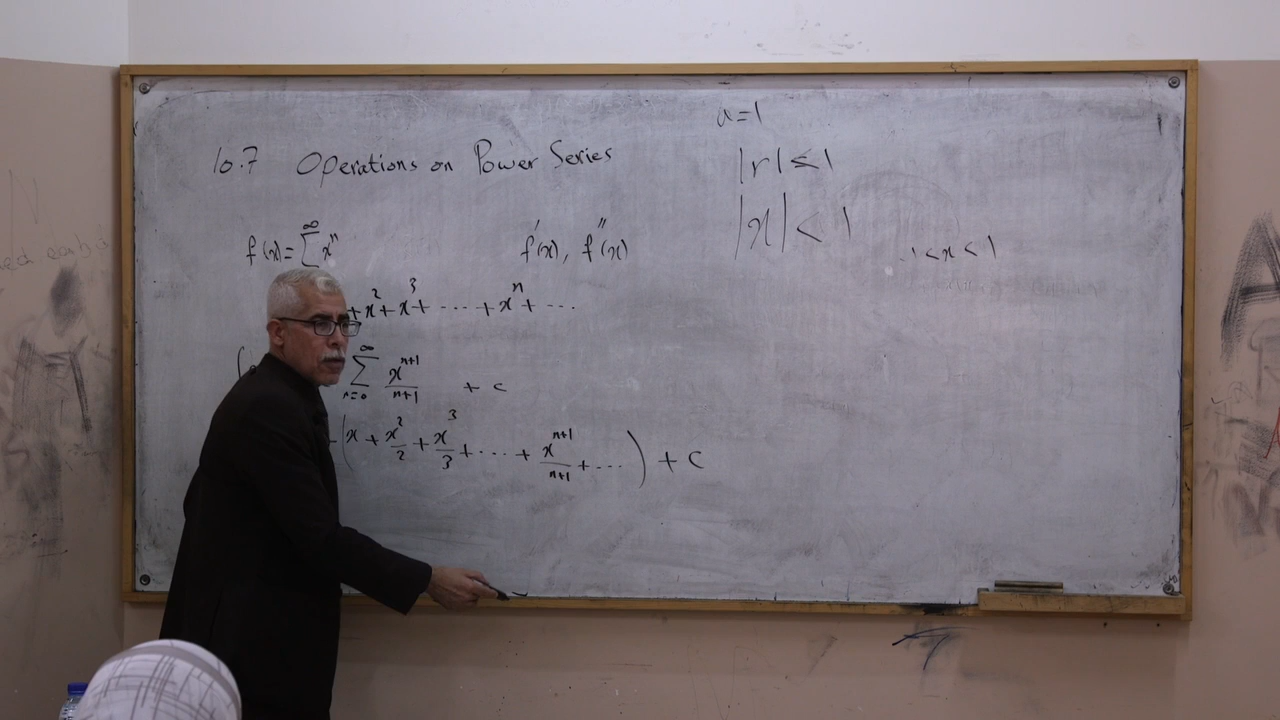 10.7 Operations on Power Series
a=1
|r|<1
|x|<1
-1<x<1
f(x)=∑^∞ x^n
f'(x), f''(x)
+x^2+x^3+ ··· +x^n+ ···
∑_{n=0}^∞ x^{n+1}/(n+1) + c
(x + x^2/2 + x^3/3 + ··· + x^{n+1}/(n+1) + ···) + c